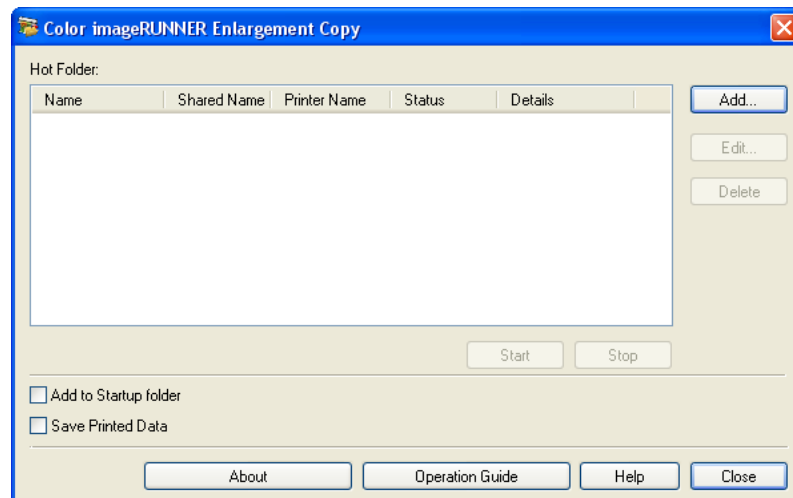 Color imageRUNNER Enlargement Copy
Hot Folder:
Name Shared Name Printer Name Status Details
Add...
Edit...
Delete
Start Stop
Add to Startup folder
Save Printed Data
About Operation Guide Help Close